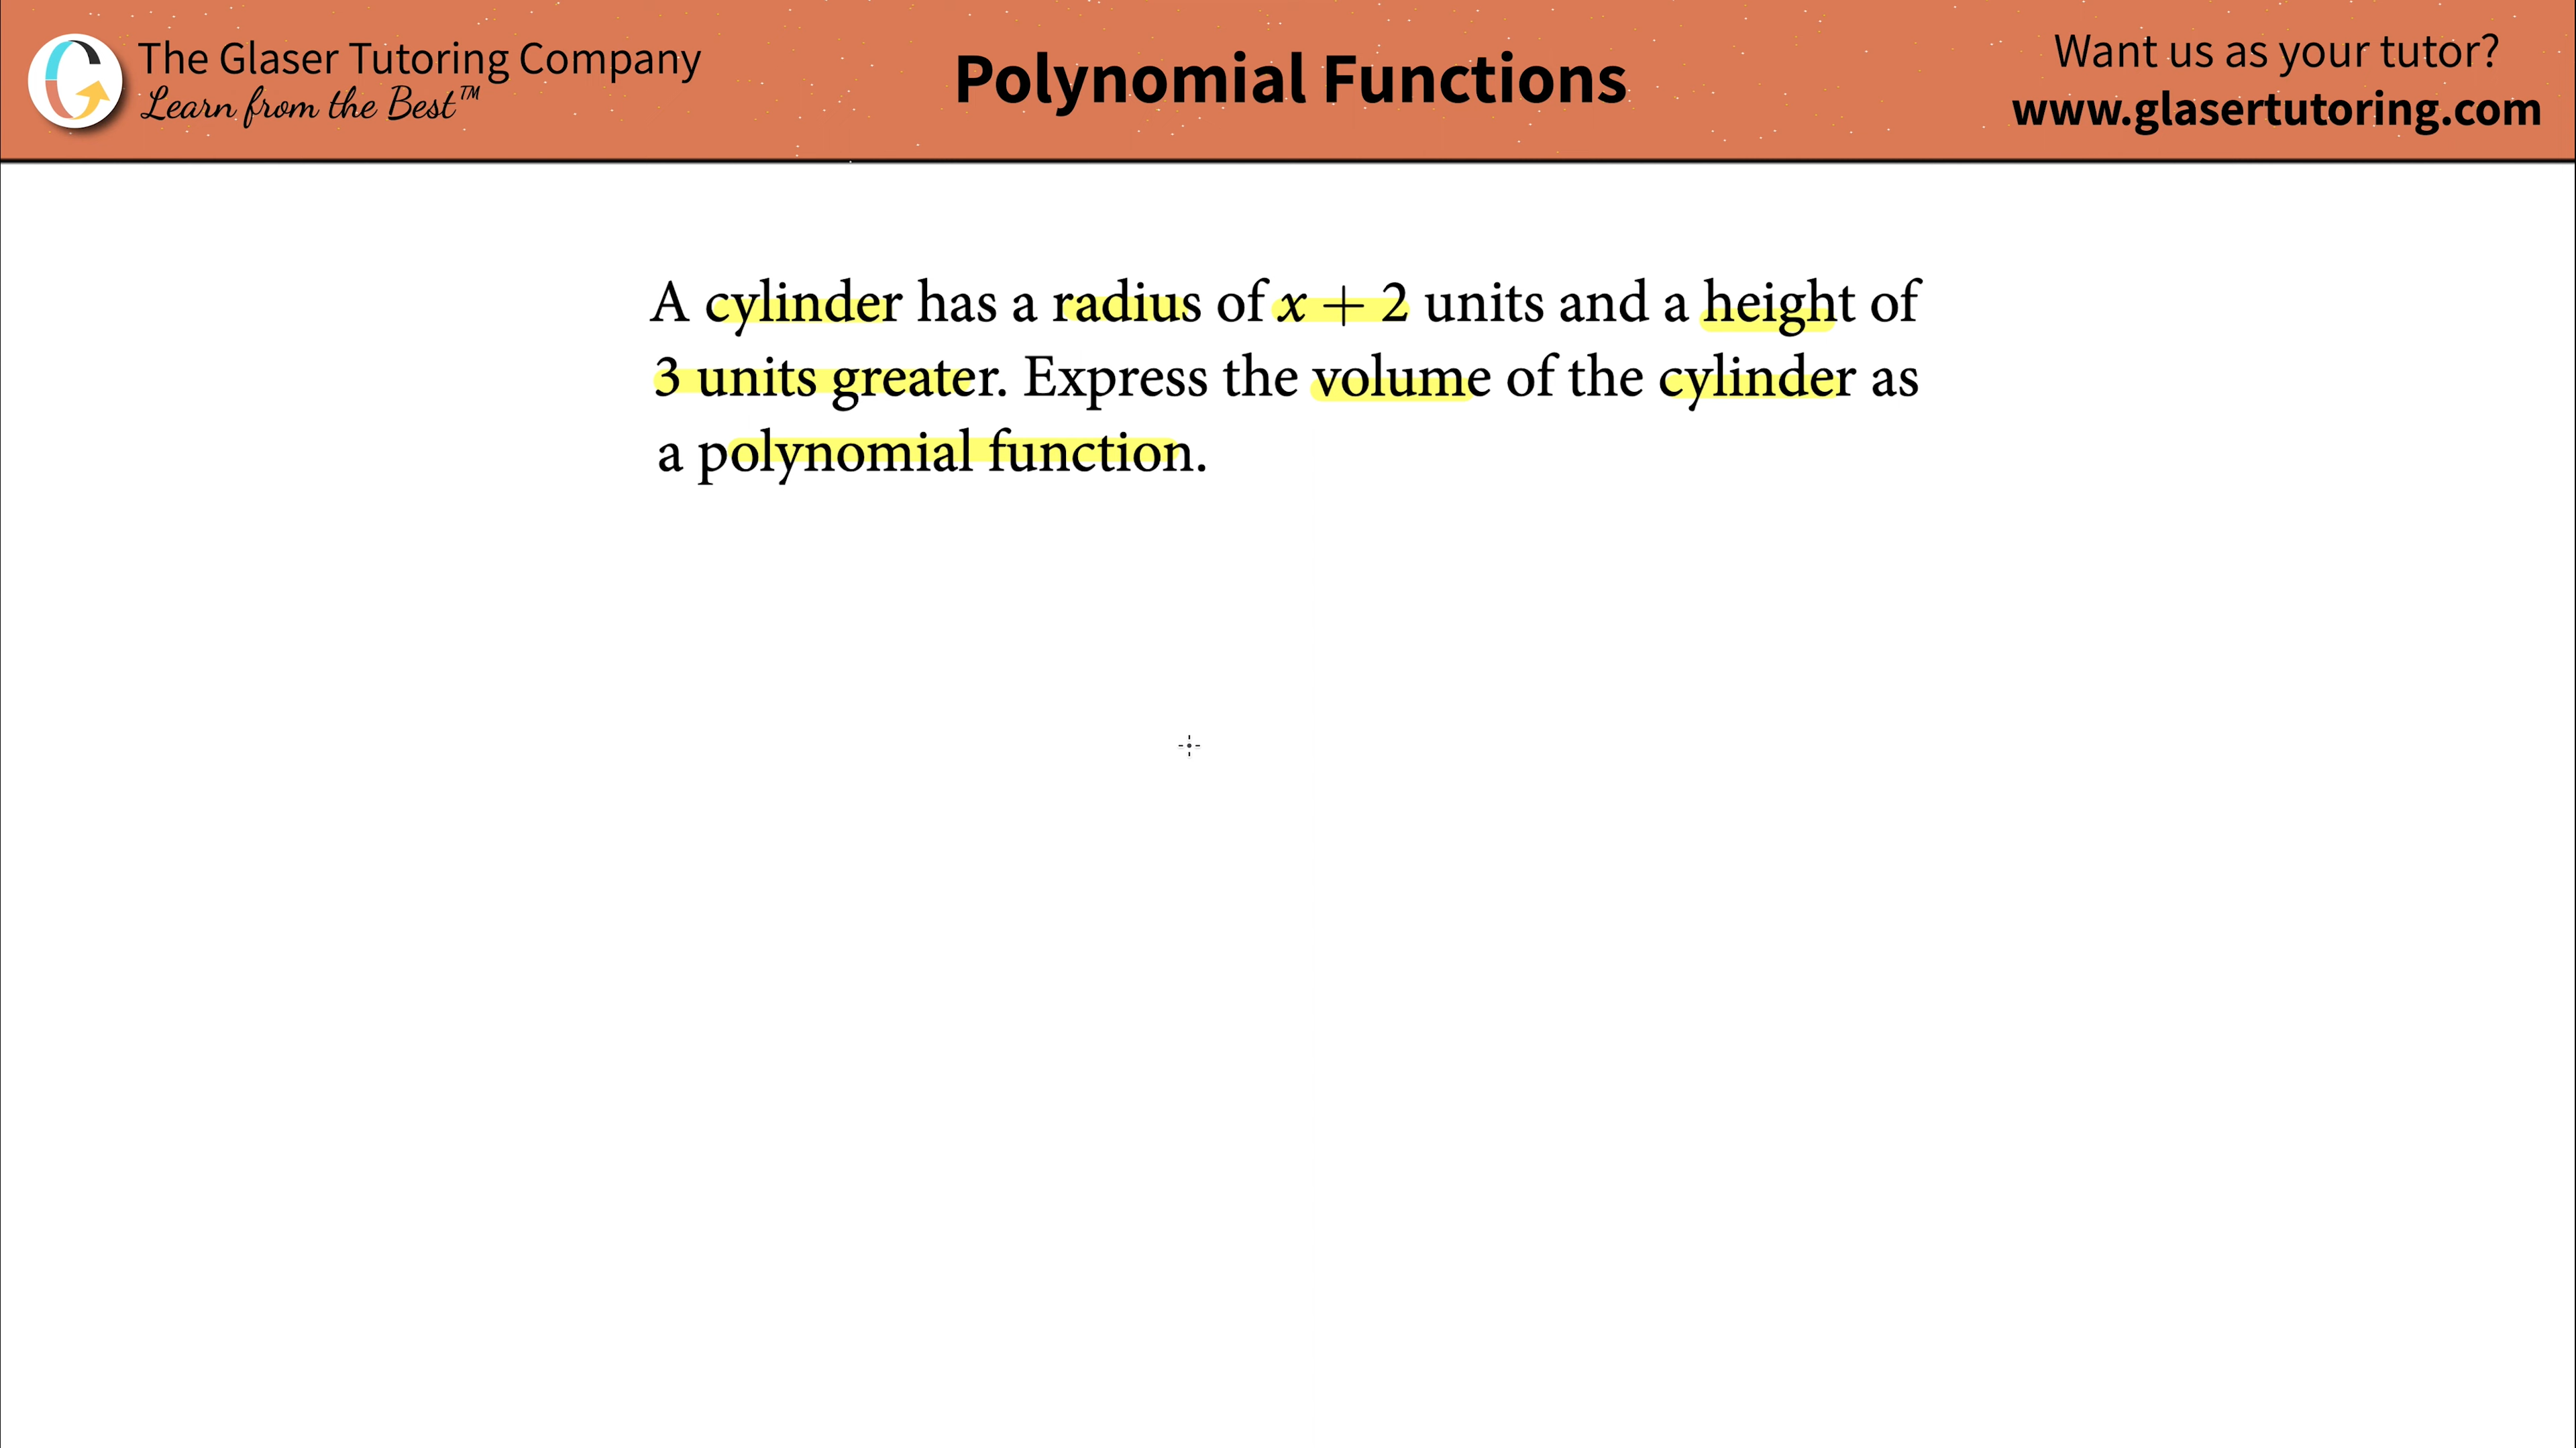 The Glaser Tutoring Company
Learn from the Best™
Polynomial Functions
Want us as your tutor?
www.glasertutoring.com
A cylinder has a radius of x + 2 units and a height of
3 units greater. Express the volume of the cylinder as
a polynomial function.